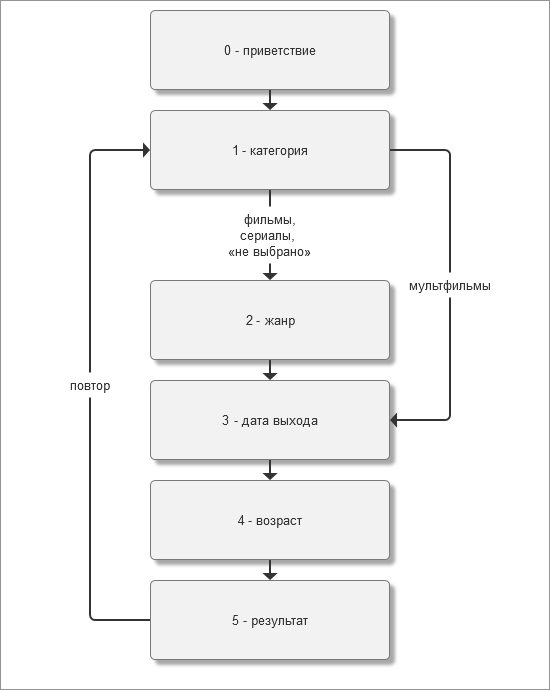 0 - приветствие
1 - категория
фильмы,
сериалы,
«не выбрано»
мультфильмы
2 - жанр
повтор
3 - дата выхода
4 - возраст
5 - результат